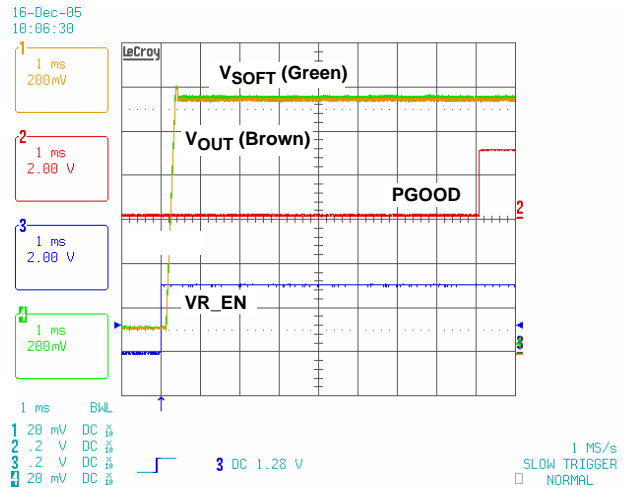 16-Dec-05
10:06:30
LeCroy
1
1 ms
200mV
2
1 ms
2.00 V
3
1 ms
2.00 V
4
1 ms
200mV
VSOFT (Green)
VOUT (Brown)
PGOOD
2
VR_EN
3
1 ms BWL
1 20 mV DC X10
2 .2 V DC X10
3 .2 V DC X10
4 20 mV DC X10
3 DC 1.28 V
1 MS/s
SLOW TRIGGER
NORMAL